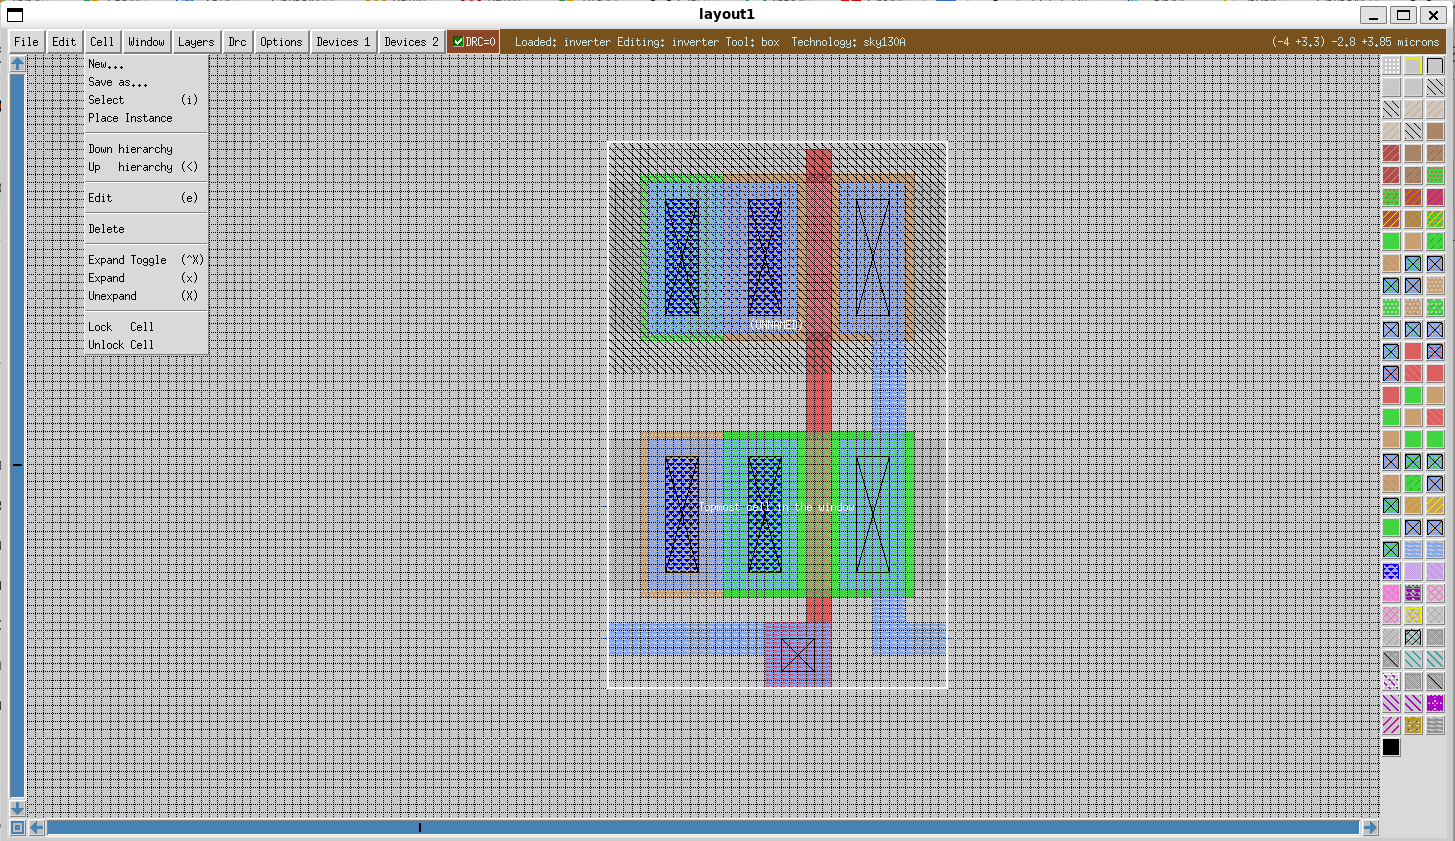 layout1
File Edit Cell Window Layers Drc Options Devices 1 Devices 2 DRC=0 Loaded: inverter Editing: inverter Tool: box Technology: sky130A (-4 +3.3) -2.8 +3.85 microns
New...
Save as...
Select (i)
Place Instance
Down hierarchy
Up hierarchy (<)
Edit (e)
Delete
Expand Toggle (^X)
Expand (x)
Unexpand (X)
Lock Cell
Unlock Cell
(UNNAMED)
Topmost cell in the window